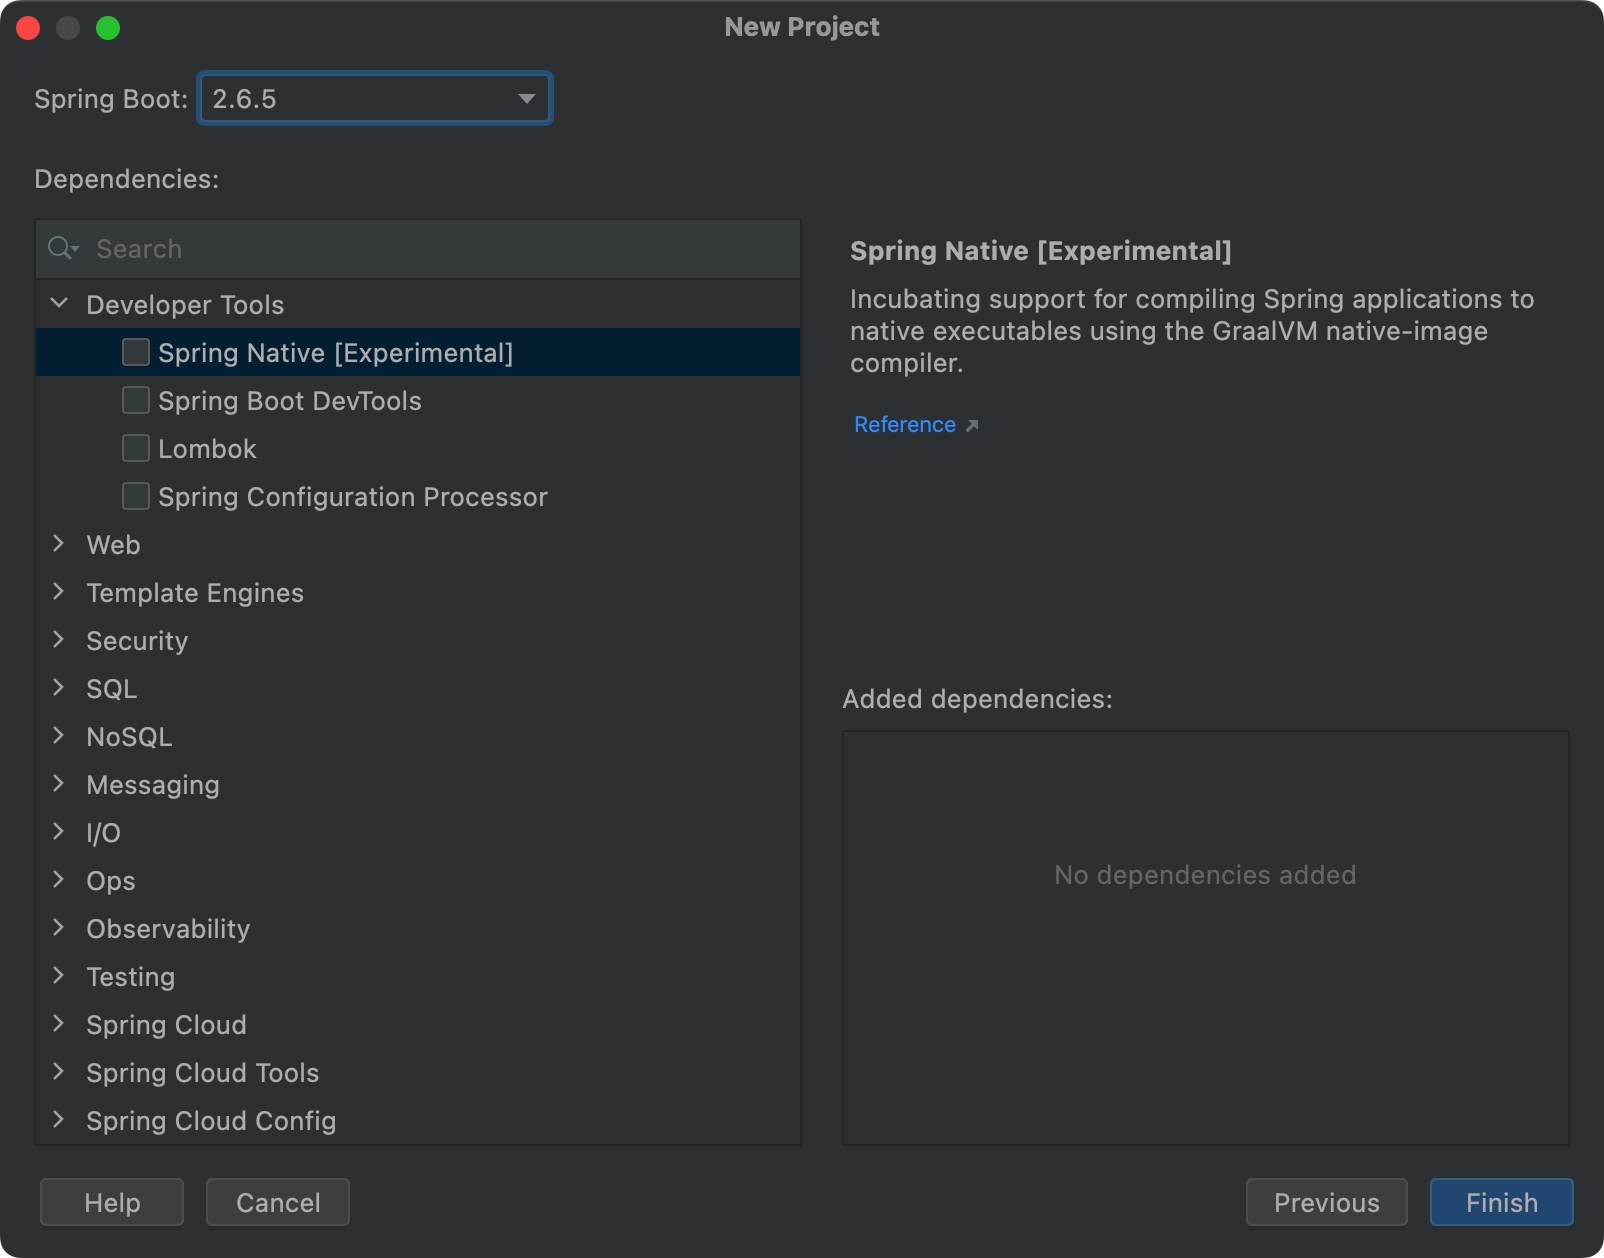 New Project
Spring Boot: 2.6.5
Dependencies:
Search
Developer Tools
Spring Native [Experimental]
Spring Boot DevTools
Lombok
Spring Configuration Processor
Web
Template Engines
Security
SQL
NoSQL
Messaging
I/O
Ops
Observability
Testing
Spring Cloud
Spring Cloud Tools
Spring Cloud Config
Spring Native [Experimental]
Incubating support for compiling Spring applications to
native executables using the GraalVM native-image
compiler.
Reference
Added dependencies:
No dependencies added
Help
Cancel
Previous
Finish